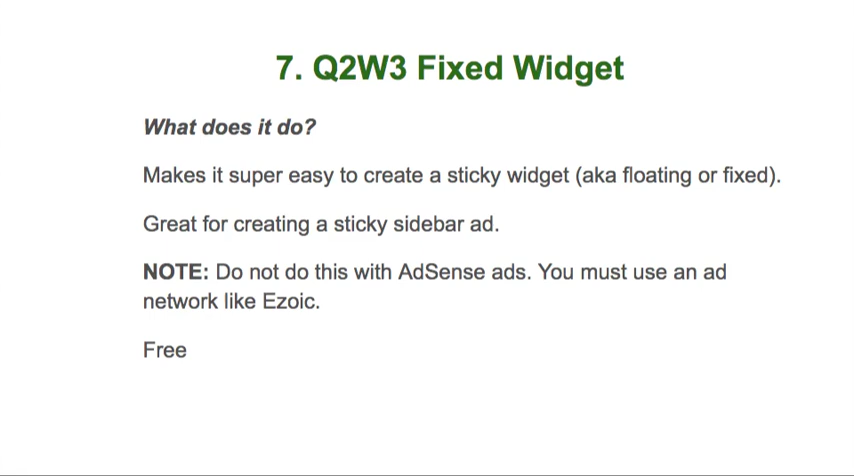 7. Q2W3 Fixed Widget
What does it do?
Makes it super easy to create a sticky widget (aka floating or fixed).
Great for creating a sticky sidebar ad.
NOTE: Do not do this with AdSense ads. You must use an ad
network like Ezoic.
Free